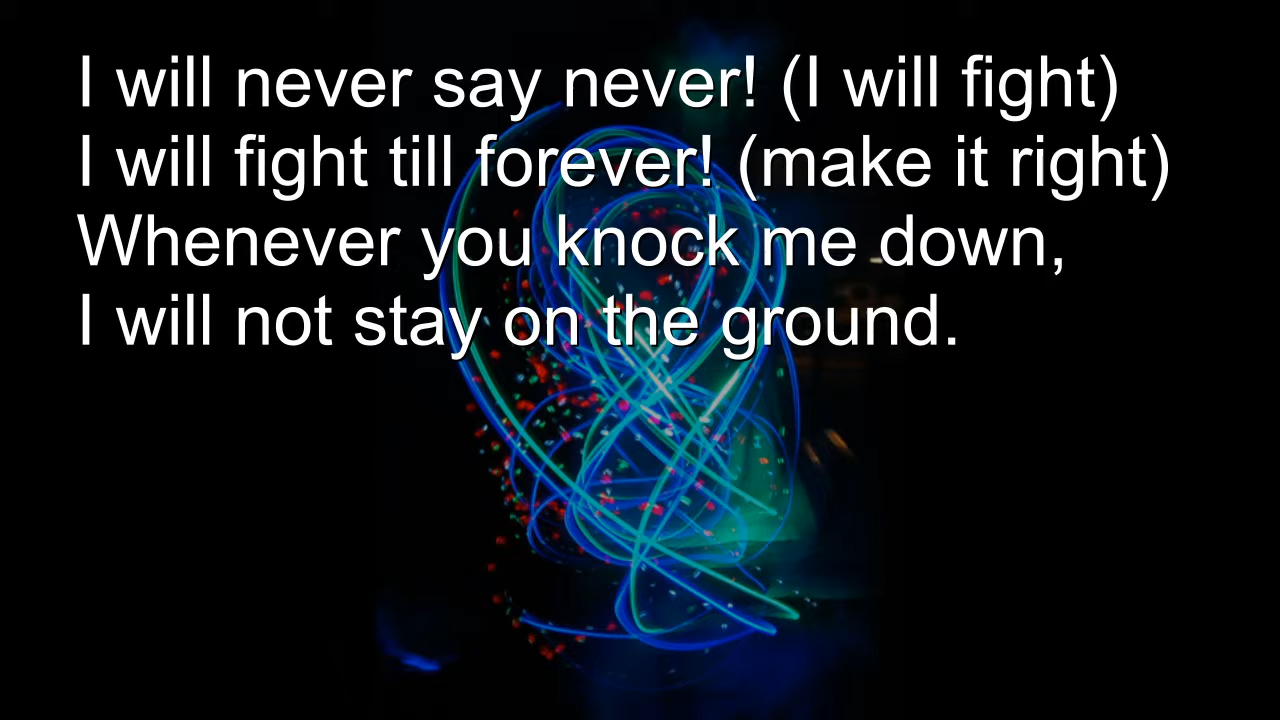 I will never say never! (I will fight)
I will fight till forever! (make it right)
Whenever you knock me down,
I will not stay on the ground.